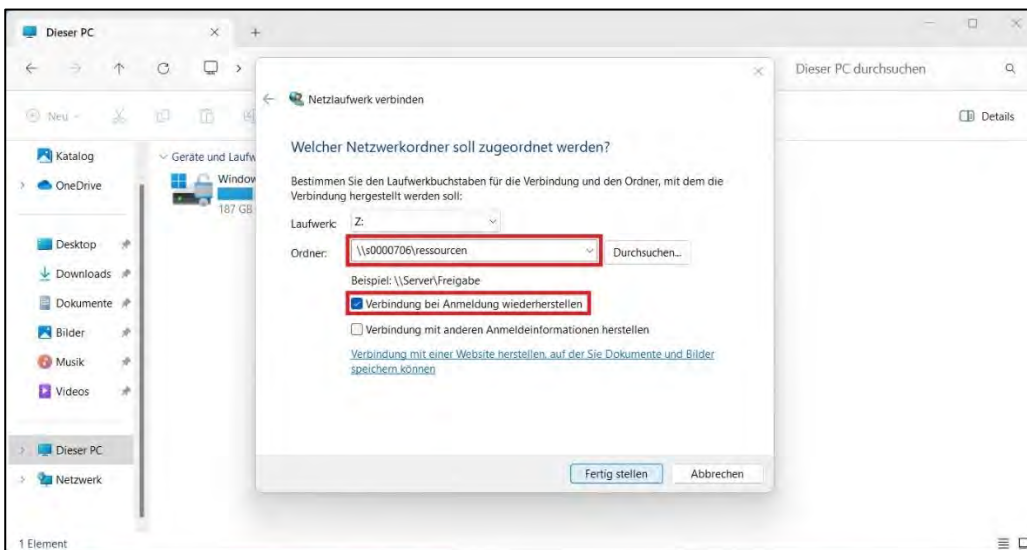 Dieser PC
Dieser PC durchsuchen
Neu
Details
Katalog
OneDrive
Desktop
Downloads
Dokumente
Bilder
Musik
Videos
Dieser PC
Netzwerk
1 Element
Geräte und Laufw
Window
187 GB
Netzlaufwerk verbinden
Welcher Netzwerkordner soll zugeordnet werden?
Bestimmen Sie den Laufwerkbuchstaben für die Verbindung und den Ordner, mit dem die
Verbindung hergestellt werden soll:
Laufwerk: Z:
Ordner: \\s0000706\ressourcen Durchsuchen...
Beispiel: \\Server\Freigabe
Verbindung bei Anmeldung wiederherstellen
Verbindung mit anderen Anmeldeinformationen herstellen
Verbindung mit einer Website herstellen, auf der Sie Dokumente und Bilder
speichern können
Fertig stellen Abbrechen